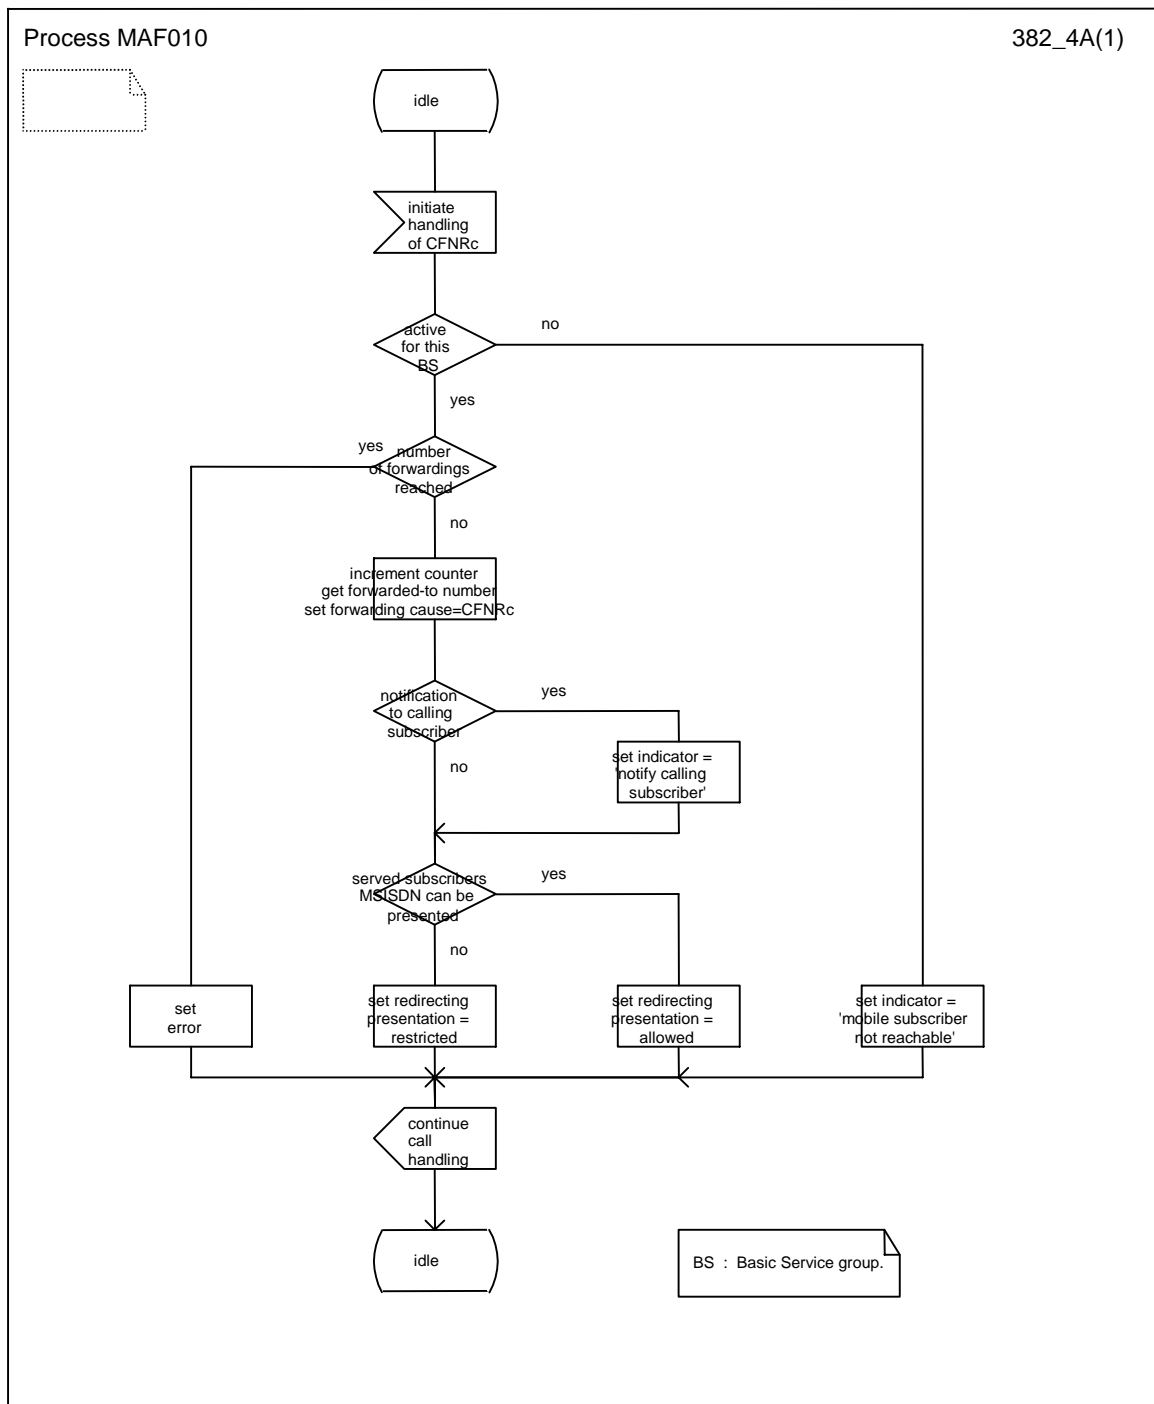 Process MAF010
382_4A(1)
idle
initiate
handling
of CFNRc
active
for this
BS
no
yes
number
of forwardings
reached
yes
no
increment counter
get forwarded-to number
set forwarding cause=CFNRc
notification
to calling
subscriber
yes
no
set indicator =
'notify calling
subscriber'
served subscribers
MSISDN can be
presented
yes
no
set
error
set redirecting
presentation =
restricted
set redirecting
presentation =
allowed
set indicator =
'mobile subscriber
not reachable'
continue
call
handling
idle
BS : Basic Service group.